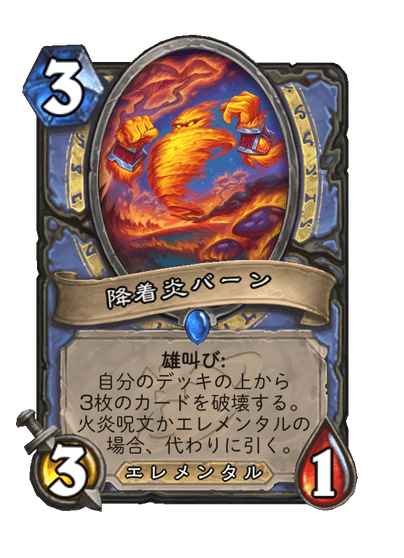 3
降着炎バーン
雄叫び:
自分のデッキの上から
3枚のカードを破壊する。
火炎呪文かエレメンタルの
場合、代わりに引く。
3
エレメンタル
1